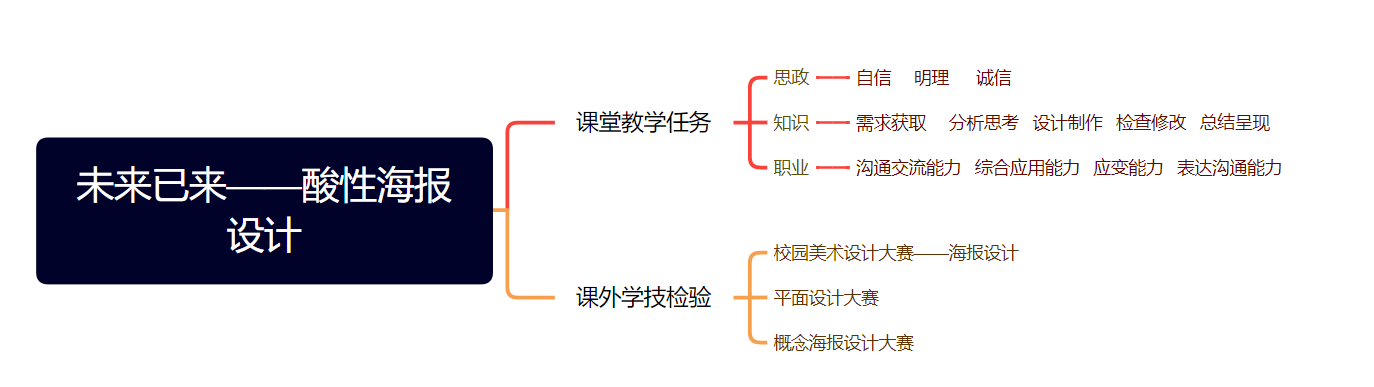 未来已来——酸性海报
设计
课堂教学任务
思政 自信 明理 诚信
知识 需求获取 分析思考 设计制作 检查修改 总结呈现
职业 沟通交流能力 综合应用能力 应变能力 表达沟通能力
课外学技检验
校园美术设计大赛——海报设计
平面设计大赛
概念海报设计大赛